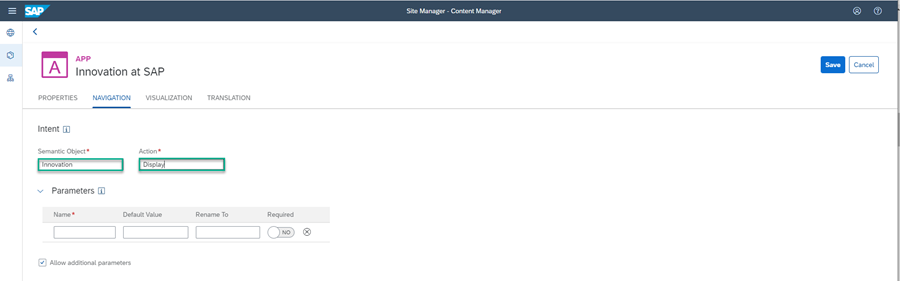 SAP Site Manager - Content Manager
APP
A Innovation at SAP
Save Cancel
PROPERTIES NAVIGATION VISUALIZATION TRANSLATION
Intent
Semantic Object* Action*
Innovation Display
Parameters
Name* Default Value Rename To Required
NO
Allow additional parameters